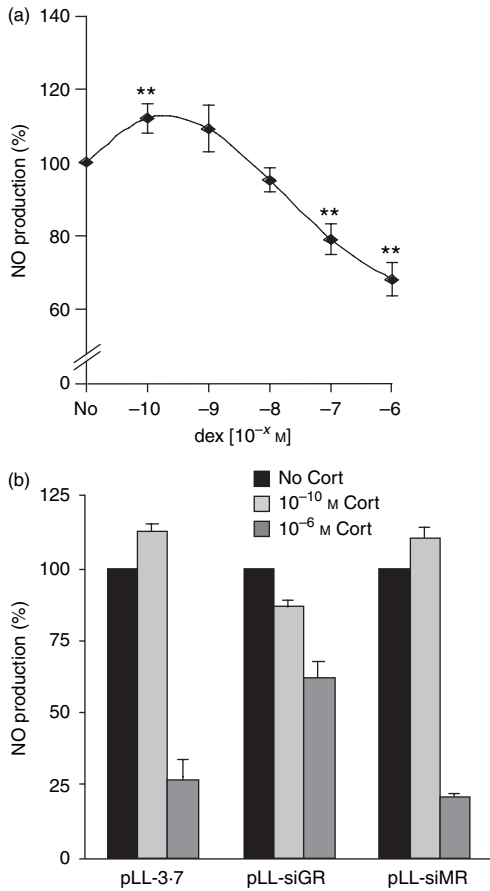 (a)
140
120
100
80
60
0
NO production (%)
**
**
**
No –10 –9 –8 –7 –6
dex [10⁻ˣ M]
(b)
No Cort
10⁻¹⁰ M Cort
10⁻⁶ M Cort
125
100
75
50
25
0
NO production (%)
pLL-3·7 pLL-siGR pLL-siMR